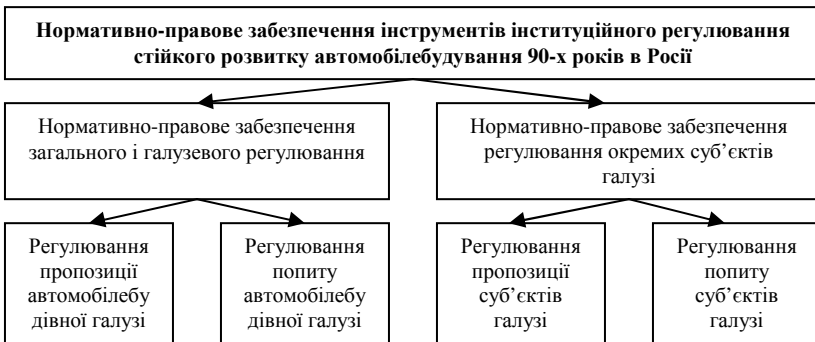 Нормативно-правове забезпечення інструментів інституційного регулювання
стійкого розвитку автомобілебудування 90-х років в Росії
Нормативно-правове забезпечення
загального і галузевого регулювання
Нормативно-правове забезпечення
регулювання окремих суб’єктів
галузі
Регулювання
пропозиції
автомобілебу
дівної галузі
Регулювання
попиту
автомобілебу
дівної галузі
Регулювання
пропозиції
суб’єктів
галузі
Регулювання
попиту
суб’єктів
галузі